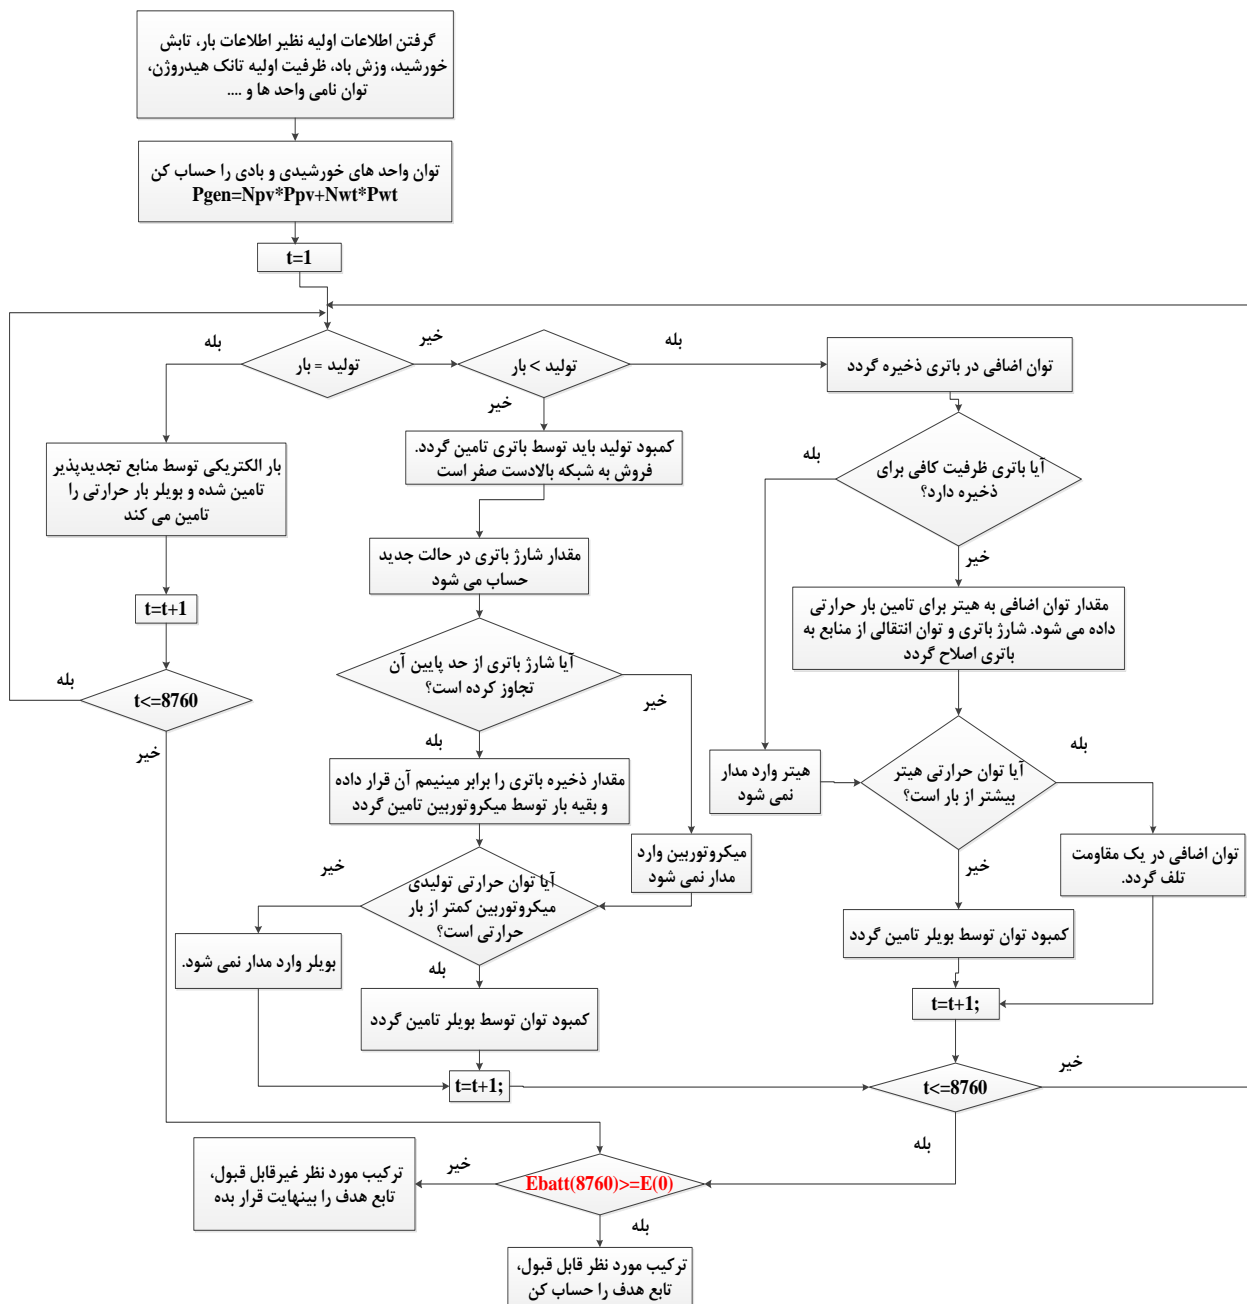 گرفتن اطلاعات اولیه نظیر اطلاعات بار، تابش
خورشید، وزش باد، ظرفیت اولیه تانک هیدروژن،
توان نامی واحد ها و ....
توان واحد های خورشیدی و بادی را حساب کن
Pgen=Npv*Ppv+Nwt*Pwt
t=1
بله
تولید = بار
خیر
تولید > بار
بله
خیر
توان اضافی در باتری ذخیره گردد
بار الکتریکی توسط منابع تجدیدپذیر
تامین شده و بویلر بار حرارتی را
تامین می کند
t=t+1
بله
t<=8760
خیر
کمبود تولید باید توسط باتری تامین گردد.
فروش به شبکه بالادست صفر است
مقدار شارژ باتری در حالت جدید
حساب می شود
آیا شارژ باتری از حد پایین آن
تجاوز کرده است؟
خیر
بله
مقدار ذخیره باتری را برابر مینیمم آن قرار داده
و بقیه بار توسط میکروتوربین تامین گردد
میکروتوربین وارد
مدار نمی شود
خیر
آیا توان حرارتی تولیدی
میکروتوربین کمتر از بار
حرارتی است؟
بله
بویلر وارد مدار نمی شود.
کمبود توان توسط بویلر تامین گردد
t=t+1;
بله
آیا باتری ظرفیت کافی برای
ذخیره دارد؟
خیر
مقدار توان اضافی به هیتر برای تامین بار حرارتی
داده می شود. شارژ باتری و توان انتقالی از منابع به
باتری اصلاح گردد
هیتر وارد مدار
نمی شود
آیا توان حرارتی هیتر
بیشتر از بار است؟
بله
خیر
توان اضافی در یک مقاومت
تلف گردد.
کمبود توان توسط بویلر تامین گردد
t=t+1;
t<=8760
خیر
بله
Ebatt(8760)>=E(0)
خیر
ترکیب مورد نظر غیرقابل قبول،
تابع هدف را بینهایت قرار بده
بله
ترکیب مورد نظر قابل قبول،
تابع هدف را حساب کن